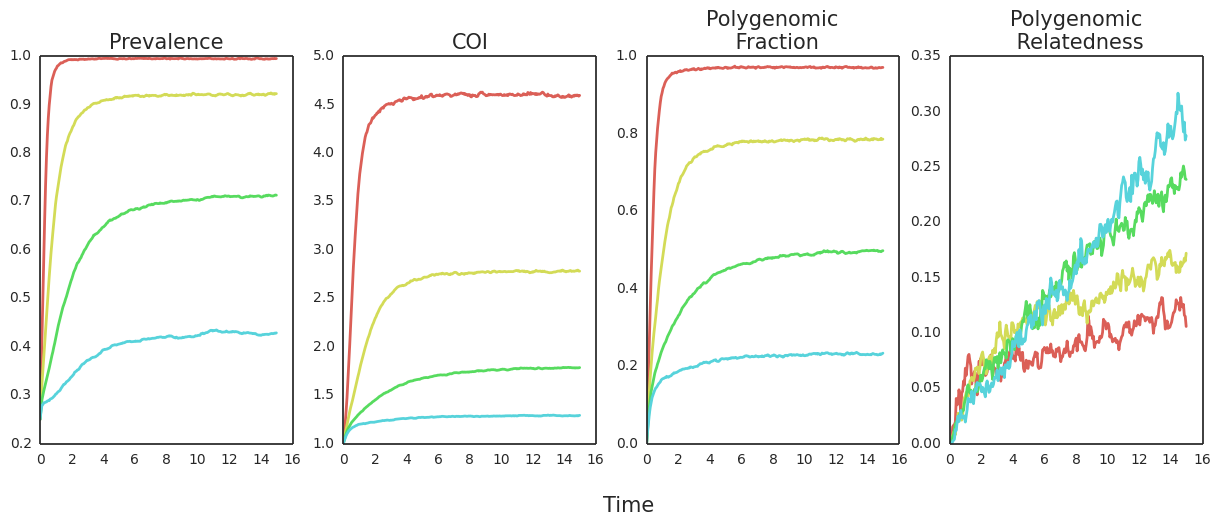 Prevalence
1.0
0.9
0.8
0.7
0.6
0.5
0.4
0.3
0.2
0 2 4 6 8 10 12 14 16
COI
5.0
4.5
4.0
3.5
3.0
2.5
2.0
1.5
1.0
0 2 4 6 8 10 12 14 16
Polygenomic
Fraction
1.0
0.8
0.6
0.4
0.2
0.0
0 2 4 6 8 10 12 14 16
Polygenomic
Relatedness
0.35
0.30
0.25
0.20
0.15
0.10
0.05
0.00
0 2 4 6 8 10 12 14 16
Time